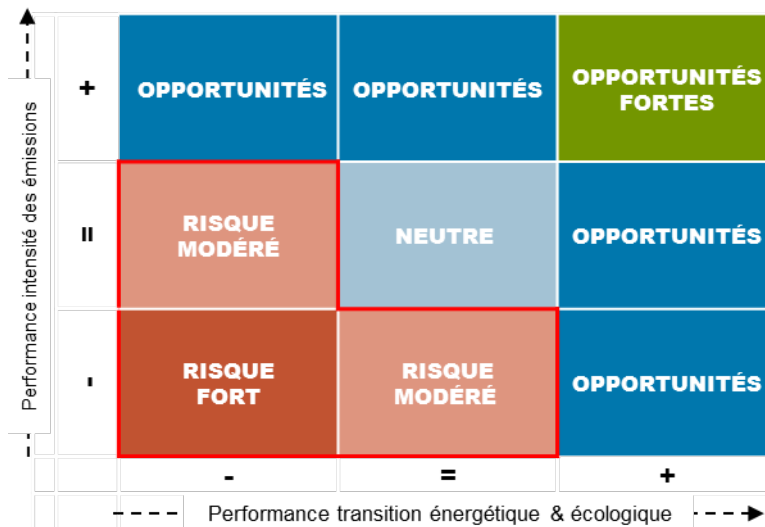 Performance intensité des émissions
+
OPPORTUNITÉS
OPPORTUNITÉS
OPPORTUNITÉS
FORTES
=
RISQUE
MODÉRÉ
NEUTRE
OPPORTUNITÉS
-
RISQUE
FORT
RISQUE
MODÉRÉ
OPPORTUNITÉS
-
=
+
Performance transition énergétique & écologique